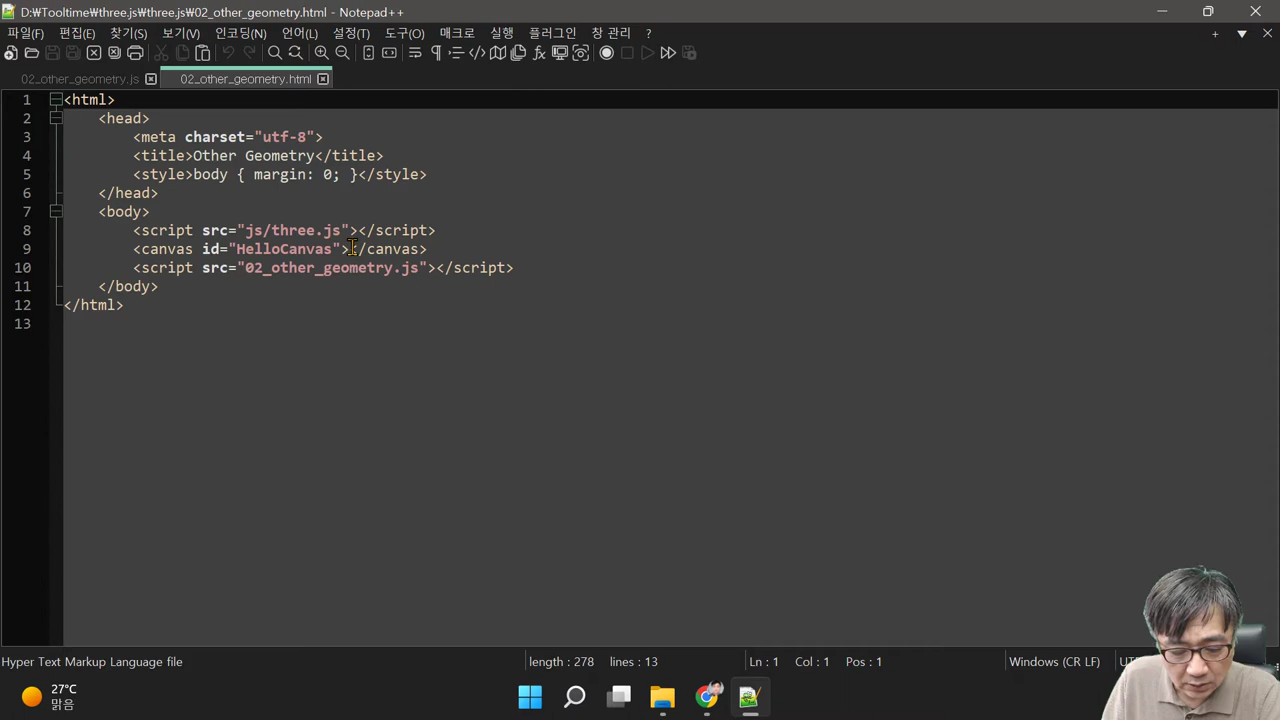 D:₩Tooltime₩three.js₩three.js₩02_other_geometry.html - Notepad++
파일(F) 편집(E) 찾기(S) 보기(V) 인코딩(N) 언어(L) 설정(T) 도구(O) 매크로 실행 플러그인 창 관리 ?
02_other_geometry.js 02_other_geometry.html
1 <html>
2 <head>
3 <meta charset="utf-8">
4 <title>Other Geometry</title>
5 <style>body { margin: 0; }</style>
6 </head>
7 <body>
8 <script src="js/three.js"></script>
9 <canvas id="HelloCanvas"></canvas>
10 <script src="02_other_geometry.js"></script>
11 </body>
12 </html>
13
Hyper Text Markup Language file length : 278 lines : 13 Ln : 1 Col : 1 Pos : 1 Windows (CR LF)
27°C
맑음